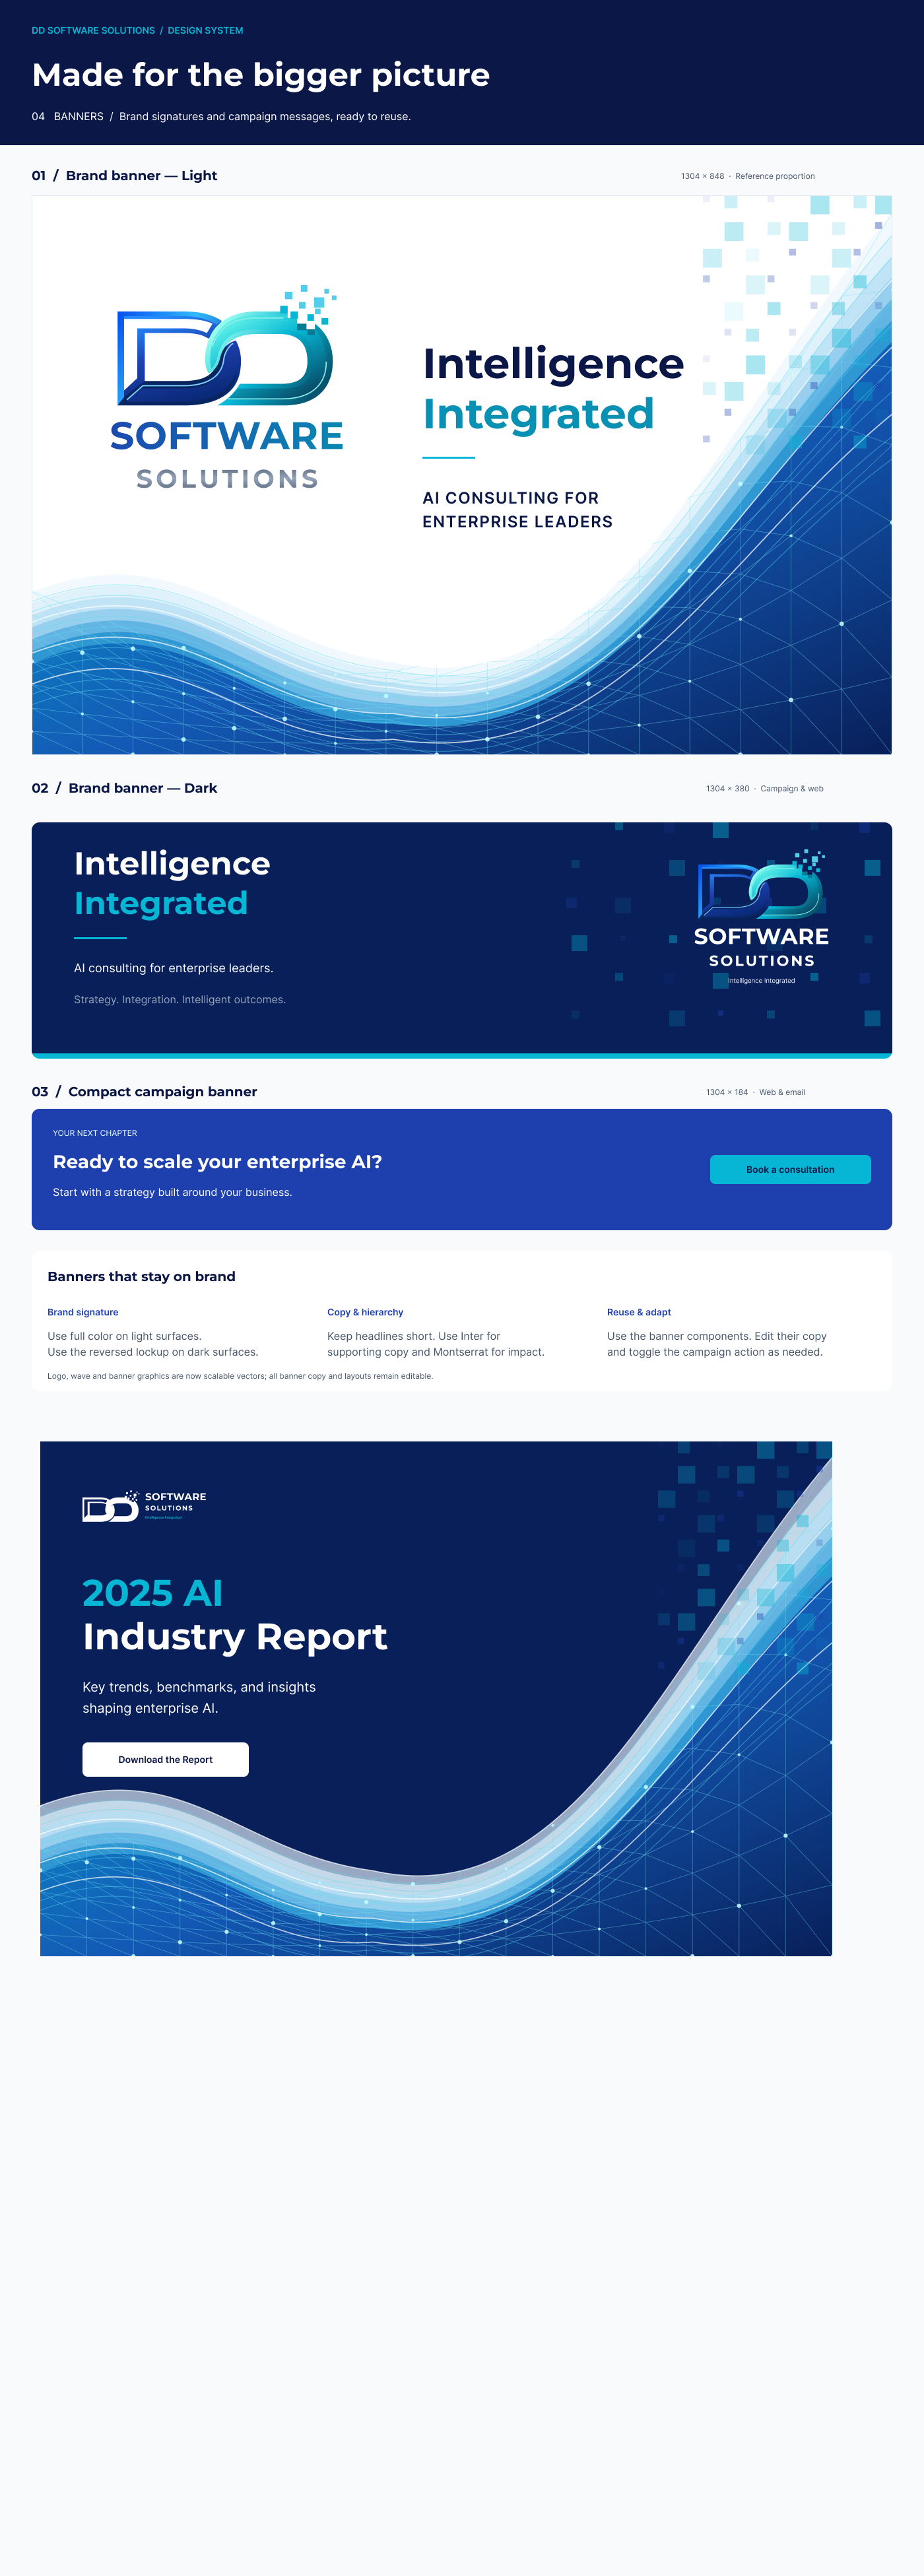 DD SOFTWARE SOLUTIONS / DESIGN SYSTEM
Made for the bigger picture
04 BANNERS / Brand signatures and campaign messages, ready to reuse.
01 / Brand banner — Light
1304 × 848 · Reference proportion
DD
SOFTWARE
SOLUTIONS
Intelligence
Integrated
AI CONSULTING FOR
ENTERPRISE LEADERS
02 / Brand banner — Dark
1304 × 380 · Campaign & web
Intelligence
Integrated
AI consulting for enterprise leaders.
Strategy. Integration. Intelligent outcomes.
DD
SOFTWARE
SOLUTIONS
Intelligence Integrated
03 / Compact campaign banner
1304 × 184 · Web & email
YOUR NEXT CHAPTER
Ready to scale your enterprise AI?
Start with a strategy built around your business.
Book a consultation
Banners that stay on brand
Brand signature
Use full color on light surfaces.
Use the reversed lockup on dark surfaces.
Copy & hierarchy
Keep headlines short. Use Inter for
supporting copy and Montserrat for impact.
Reuse & adapt
Use the banner components. Edit their copy
and toggle the campaign action as needed.
Logo, wave and banner graphics are now scalable vectors; all banner copy and layouts remain editable.
DD
SOFTWARE
SOLUTIONS
Intelligence Integrated
2025 AI
Industry Report
Key trends, benchmarks, and insights
shaping enterprise AI.
Download the Report